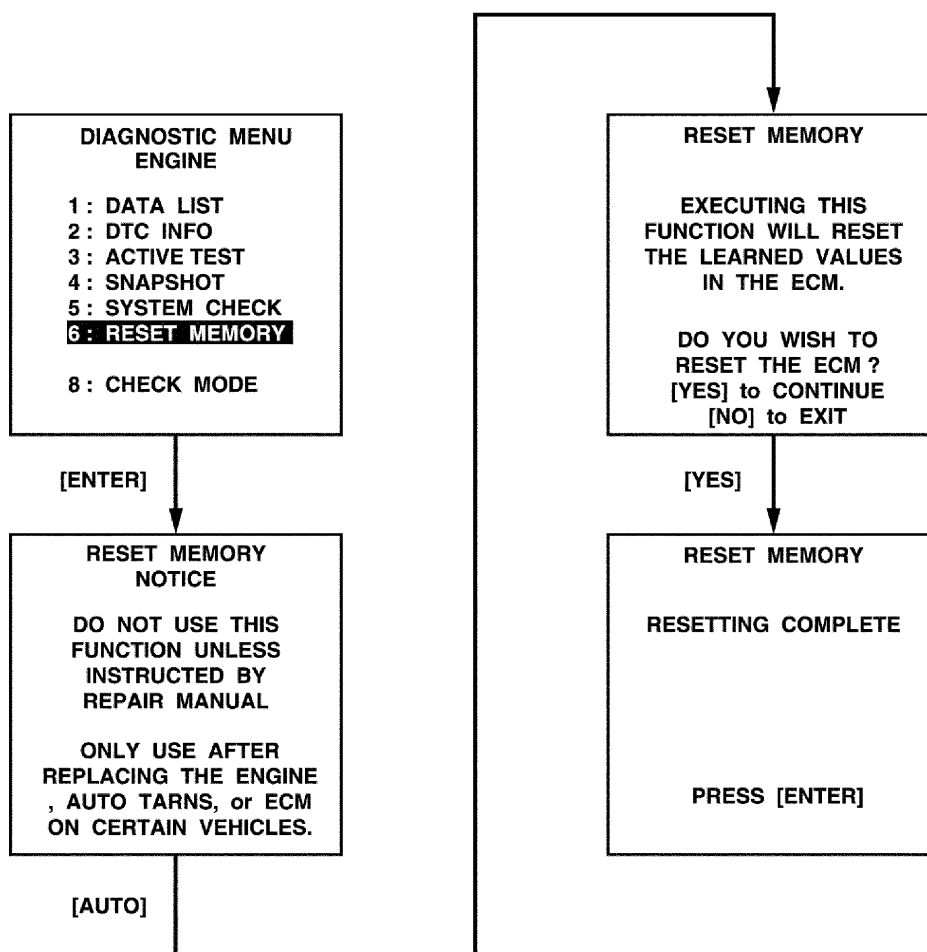 DIAGNOSTIC MENU
ENGINE
1 : DATA LIST
2 : DTC INFO
3 : ACTIVE TEST
4 : SNAPSHOT
5 : SYSTEM CHECK
6 : RESET MEMORY
8 : CHECK MODE
[ENTER]
RESET MEMORY
NOTICE
DO NOT USE THIS
FUNCTION UNLESS
INSTRUCTED BY
REPAIR MANUAL
ONLY USE AFTER
REPLACING THE ENGINE
, AUTO TARNS, or ECM
ON CERTAIN VEHICLES.
[AUTO]
RESET MEMORY
EXECUTING THIS
FUNCTION WILL RESET
THE LEARNED VALUES
IN THE ECM.
DO YOU WISH TO
RESET THE ECM ?
[YES] to CONTINUE
[NO] to EXIT
[YES]
RESET MEMORY
RESETTING COMPLETE
PRESS [ENTER]